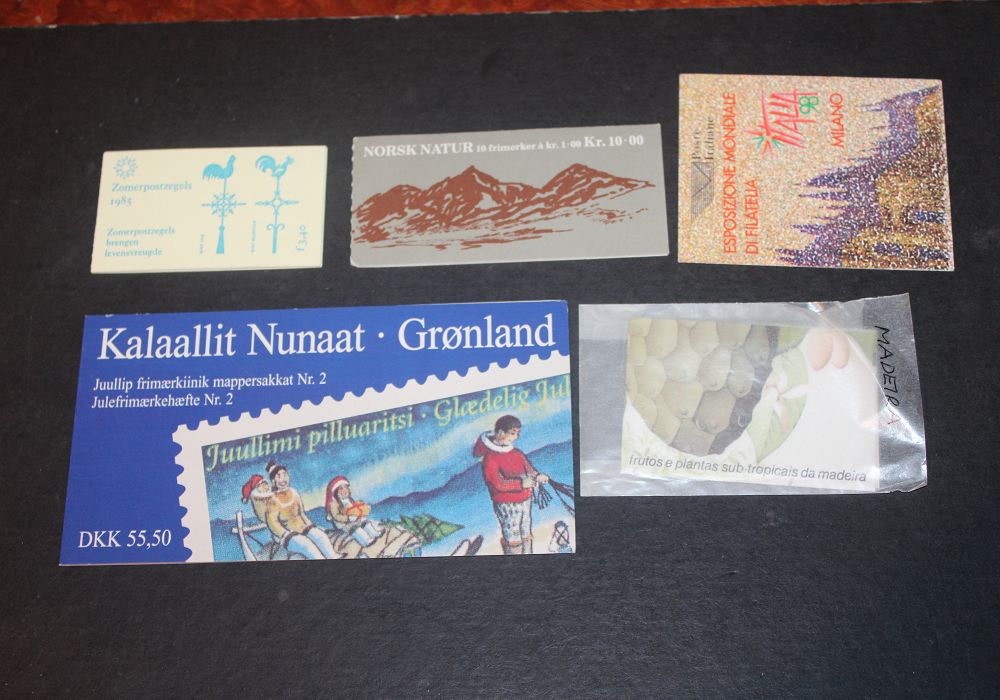 Zomerpostzegels
1985
Zomerpostzegels
brengen
levensvreugde
f 3,40
NORSK NATUR 10 frimerker à kr. 1·00 Kr. 10·00
Poste
Italiane
ESPOSIZIONE MONDIALE
DI FILATELIA
ITALIA
98
MILANO
Kalaallit Nunaat · Grønland
Juullip frimærkiinik mappersakkat Nr. 2
Julefrimærkehæfte Nr. 2
Juullimi pilluaritsi · Glædelig Jul
DKK 55,50
MADEIRA
frutos e plantas sub-tropicais da madeira